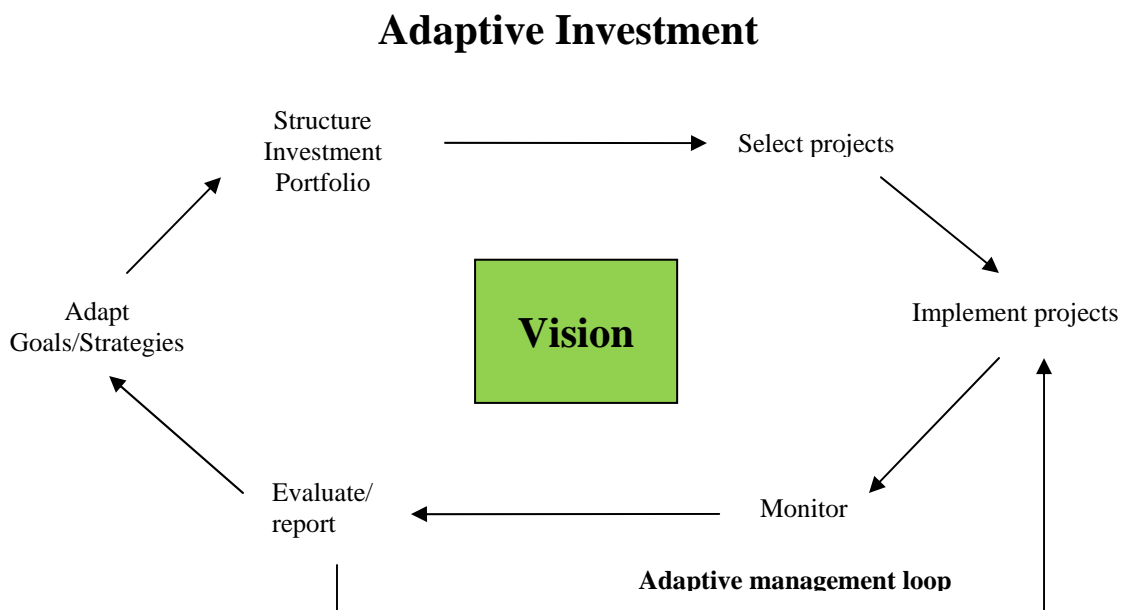 Adaptive Investment
Structure
Investment
Portfolio
Select projects
Adapt
Goals/Strategies
Vision
Implement projects
Evaluate/
report
Monitor
Adaptive management loop